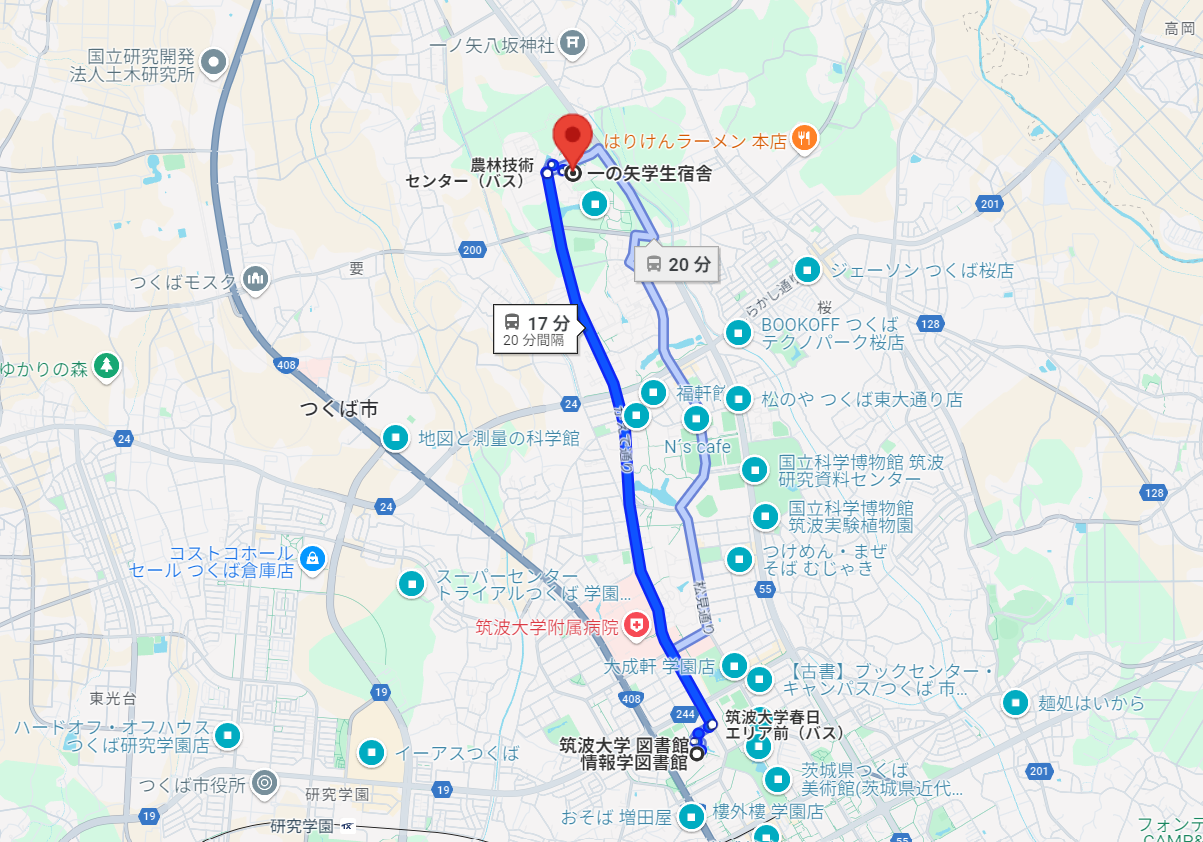 高岡
一ノ矢八坂神社
国立研究開発
法人土木研究所
はりけんラーメン 本店
農林技術
センター（バス）
一の矢学生宿舎
201
200
20 分
要
つくばモスク
ジェーソン つくば桜店
桜
17 分
20 分間隔
BOOKOFF つくば
テクノパーク桜店
128
408
ゆかりの森
福軒館
松のや つくば東大通り店
24
つくば市
24
地図と測量の科学館
N´s cafe
国立科学博物館 筑波
研究資料センター
128
24
国立科学博物館
筑波実験植物園
コストコホール
セール つくば倉庫店
つけめん・まぜ
そば むじゃき
スーパーセンター
トライアルつくば 学園...
55
松見通り
筑波大学附属病院
大成軒 学園店
【古書】ブックセンター・
キャンパス/つくば 市...
19
408
東光台
244
筑波大学春日
エリア前（バス）
麺処はいから
ハードオフ・オフハウス
つくば研究学園店
イーアスつくば
筑波大学 図書館
情報学図書館
201
茨城県つくば
美術館(茨城県近代...
つくば市役所
研究学園
19
19
おそば 増田屋
樓外樓 学園店
研究学園
55
フォンテ